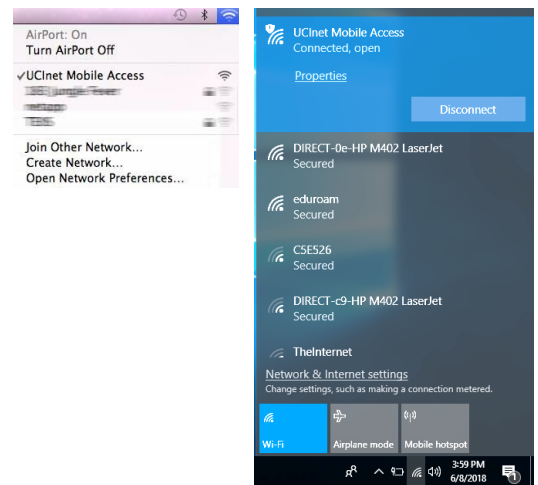 AirPort: On
Turn AirPort Off
✓UCInet Mobile Access
Join Other Network...
Create Network...
Open Network Preferences...
UCInet Mobile Access
Connected, open
Properties
Disconnect
DIRECT-0e-HP M402 LaserJet
Secured
eduroam
Secured
CSE526
Secured
DIRECT-c9-HP M402 LaserJet
Secured
TheInternet
Network & Internet settings
Change settings, such as making a connection metered.
Wi-Fi
Airplane mode
Mobile hotspot
3:59 PM
6/8/2018
1